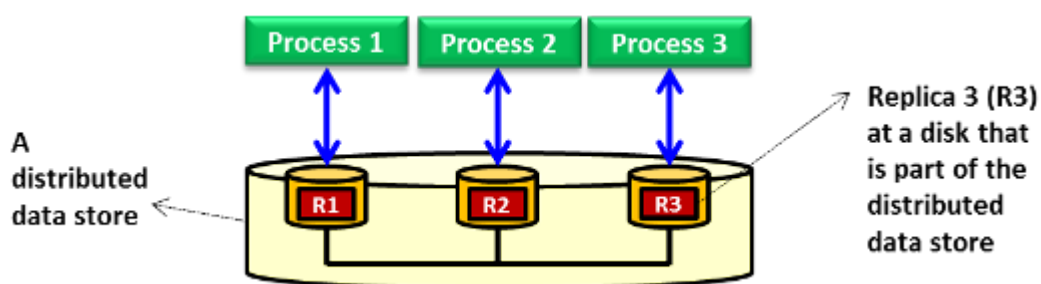 Process 1
Process 2
Process 3
Replica 3 (R3)
at a disk that
is part of the
distributed
data store
A
distributed
data store
R1
R2
R3